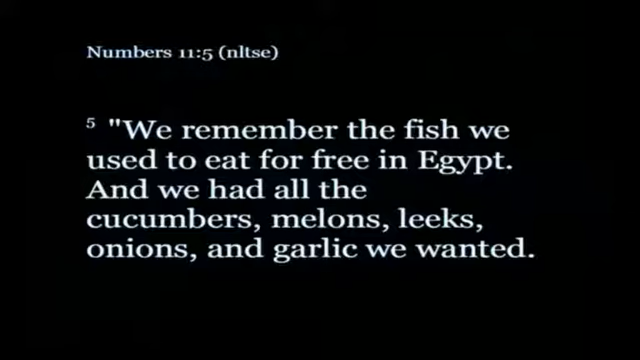 Numbers 11:5 (nltse)
5 "We remember the fish we
used to eat for free in Egypt.
And we had all the
cucumbers, melons, leeks,
onions, and garlic we wanted.